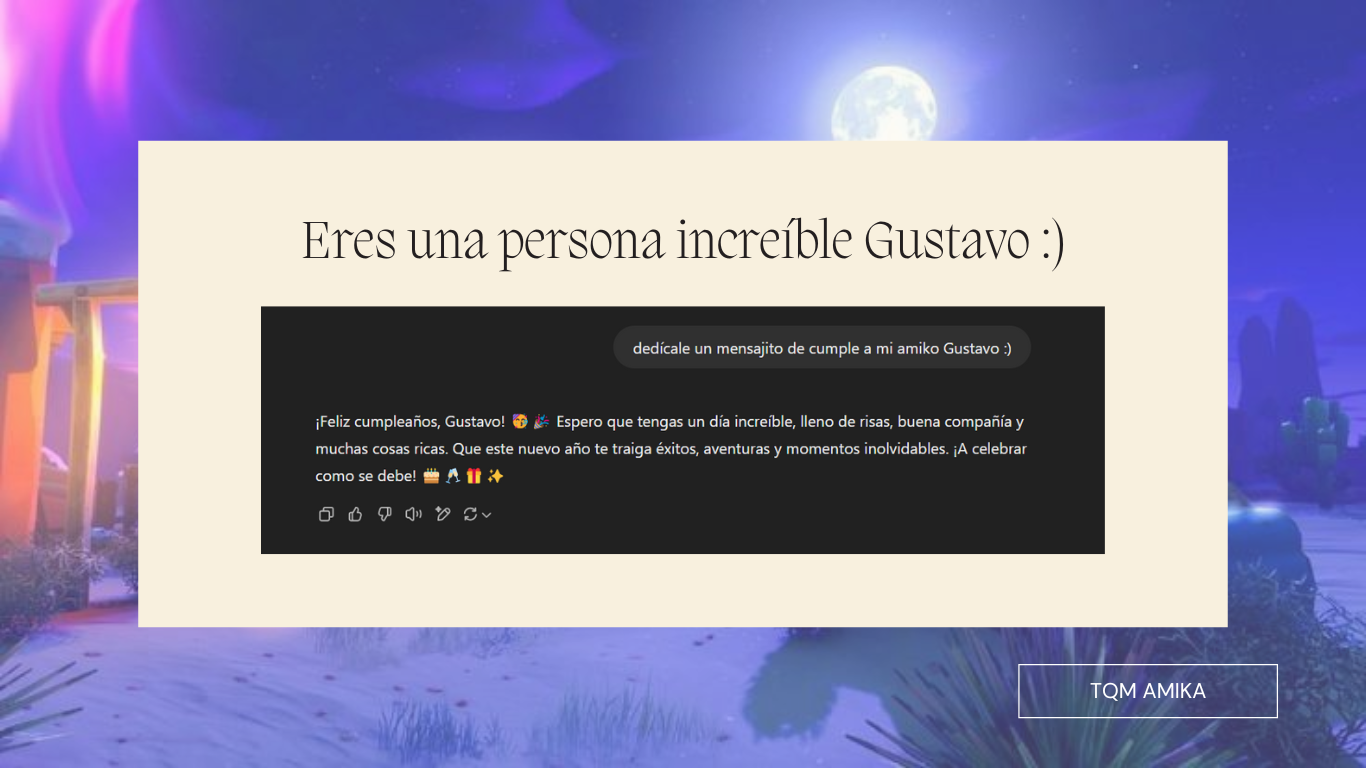 Eres una persona increíble Gustavo :)
dedícale un mensajito de cumple a mi amiko Gustavo :)
¡Feliz cumpleaños, Gustavo! 🥳 🎉 Espero que tengas un día increíble, lleno de risas, buena compañía y
muchas cosas ricas. Que este nuevo año te traiga éxitos, aventuras y momentos inolvidables. ¡A celebrar
como se debe! 🎂 🥂 🎁 ✨
TQM AMIKA